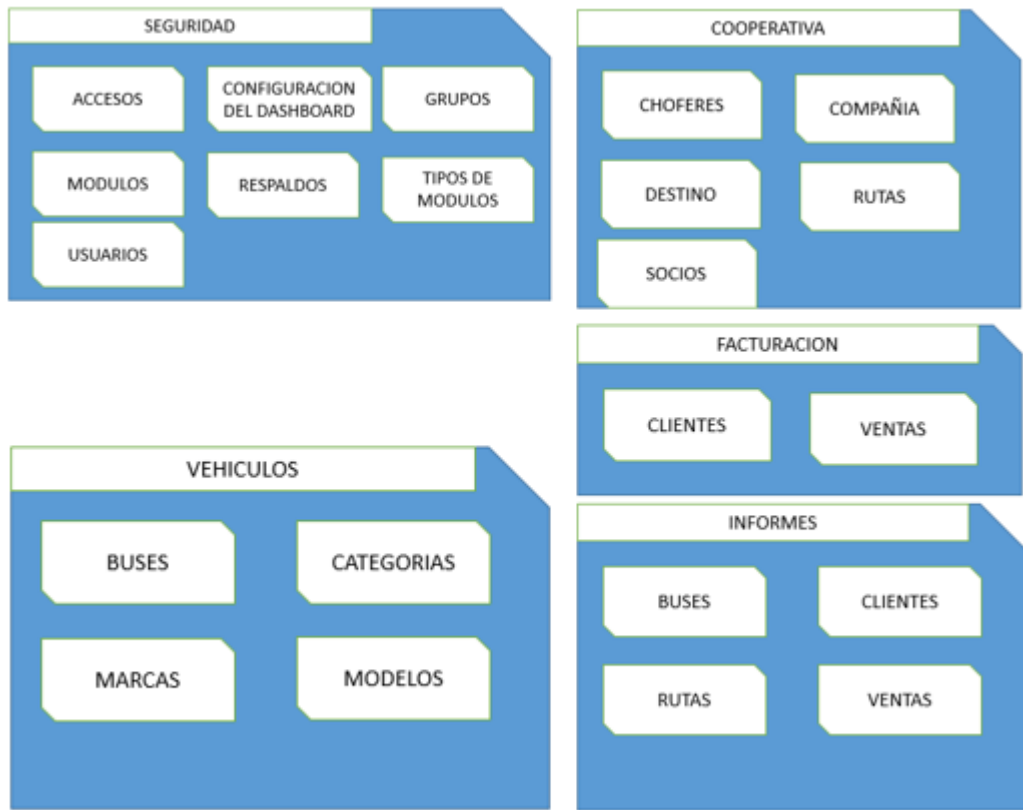 SEGURIDAD
ACCESOS
CONFIGURACION
DEL DASHBOARD
GRUPOS
MODULOS
RESPALDOS
TIPOS DE
MODULOS
USUARIOS
COOPERATIVA
CHOFERES
COMPAÑIA
DESTINO
RUTAS
SOCIOS
FACTURACION
CLIENTES
VENTAS
VEHICULOS
BUSES
CATEGORIAS
MARCAS
MODELOS
INFORMES
BUSES
CLIENTES
RUTAS
VENTAS